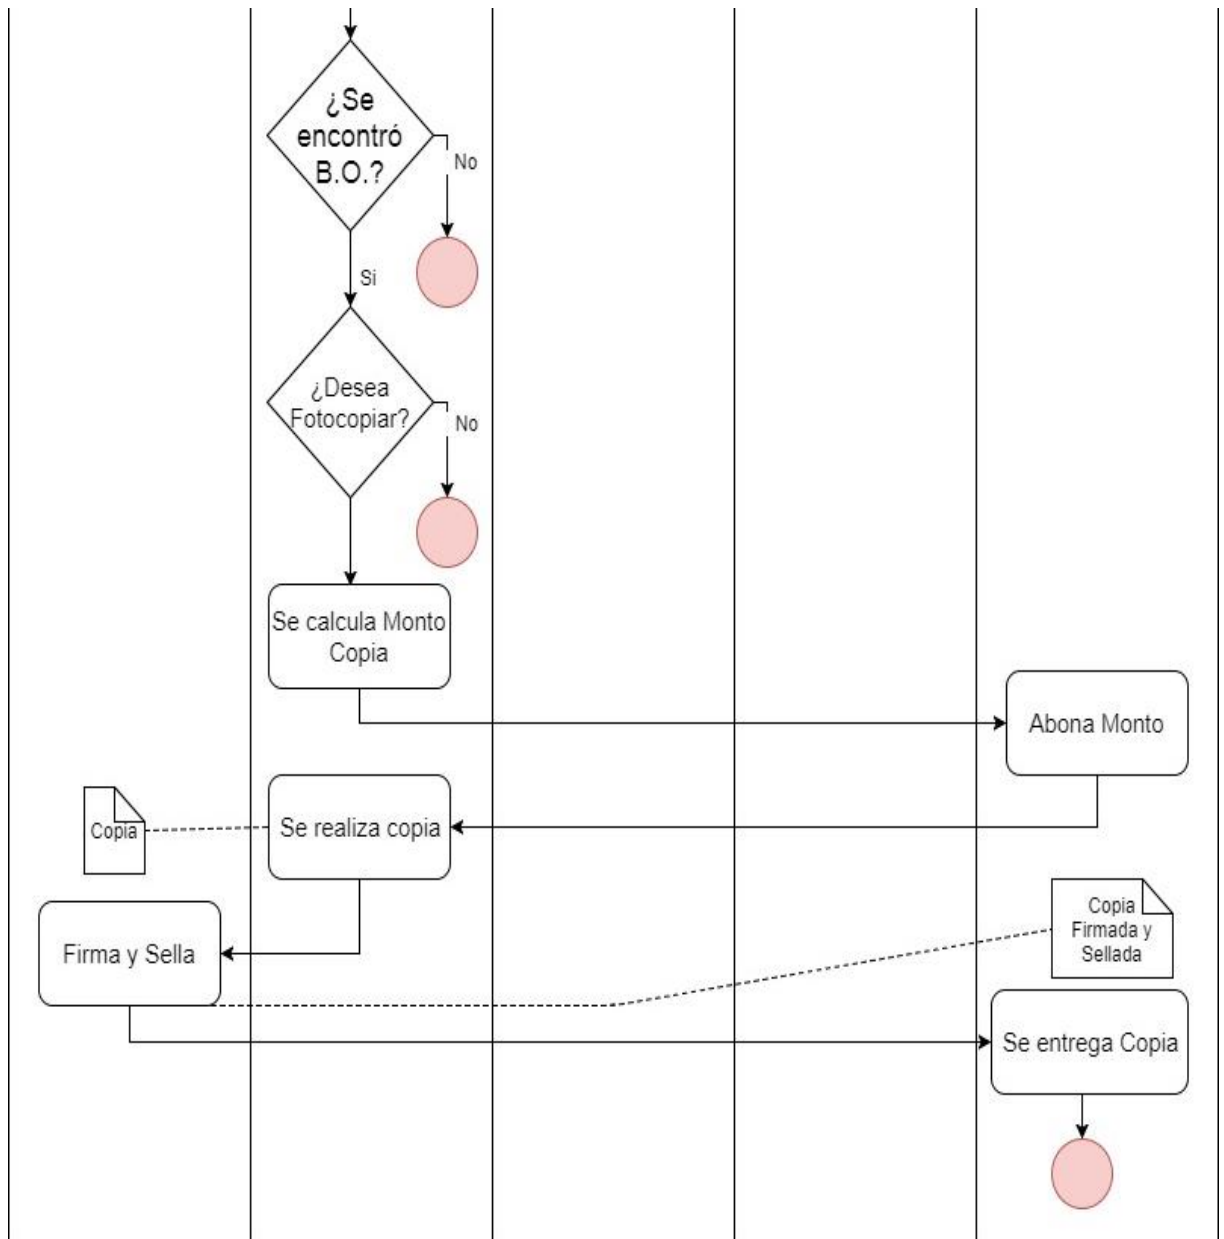 ¿Se
encontró
B.O.?
No
Si
¿Desea
Fotocopiar?
No
Se calcula Monto
Copia
Abona Monto
Copia
Se realiza copia
Copia
Firmada y
Sellada
Firma y Sella
Se entrega Copia